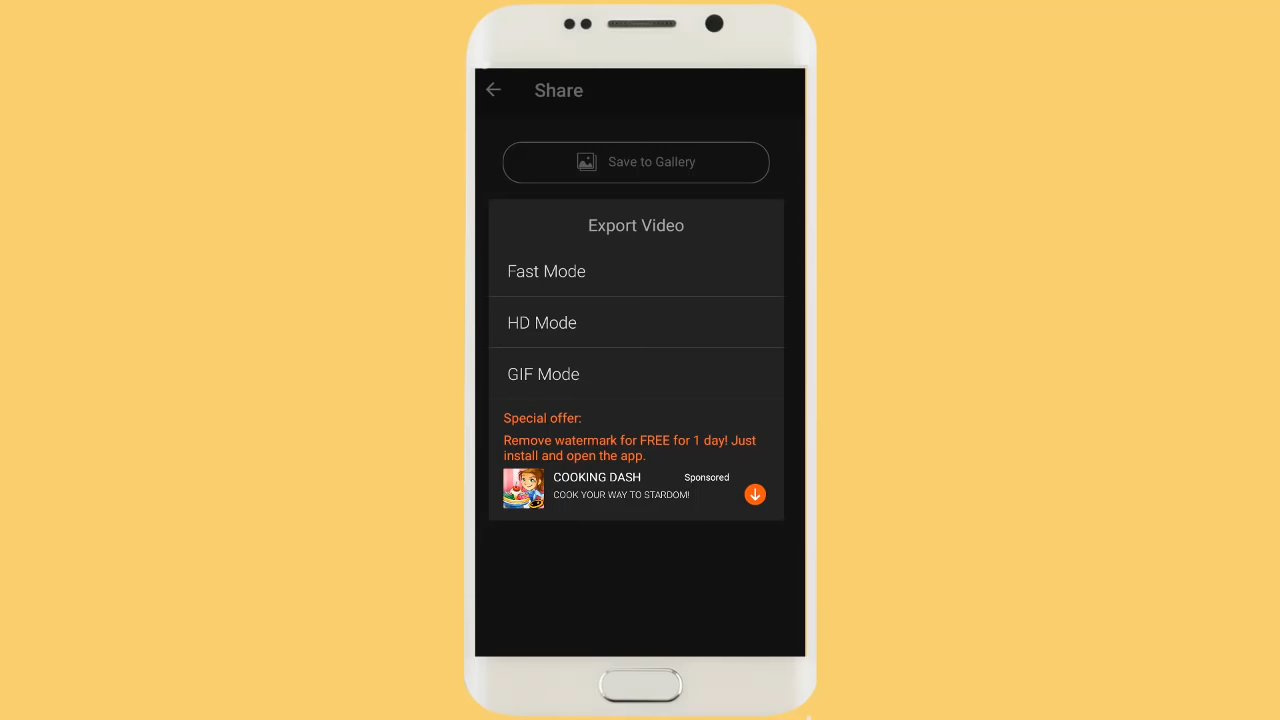 Share
Save to Gallery
Export Video
Fast Mode
HD Mode
GIF Mode
Special offer:
Remove watermark for FREE for 1 day! Just
install and open the app.
COOKING DASH Sponsored
COOK YOUR WAY TO STARDOM!